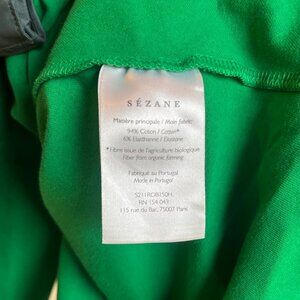 SÉZANE
Matière principale / Main fabric:
94% Coton / Cotton*
6% Elasthanne / Elastane
*Fibre issue de l'agriculture biologique
Fiber from organic farming
Fabriqué au Portugal
Made in Portugal
RN 154 043
115 rue du Bac, 75007 Paris